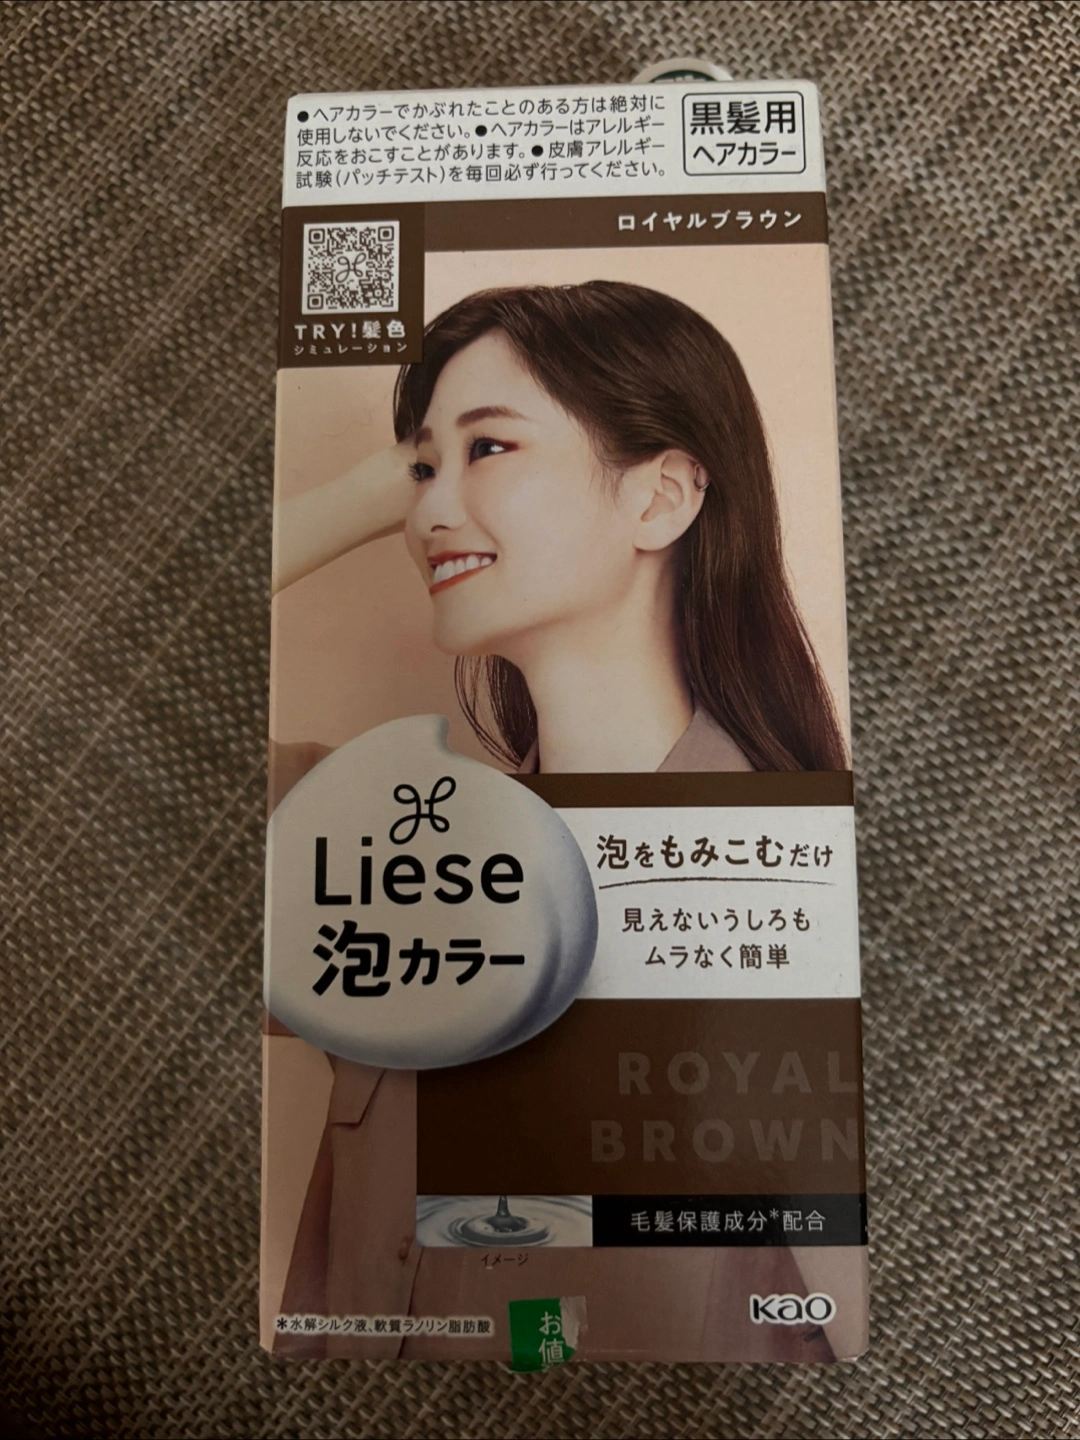 ●ヘアカラーでかぶれたことのある方は絶対に
使用しないでください。●ヘアカラーはアレルギー
反応をおこすことがあります。●皮膚アレルギー
試験(パッチテスト)を毎回必ず行ってください。
黒髪用
ヘアカラー
ロイヤルブラウン
TRY!髪色
シミュレーション
Liese
泡カラー
泡をもみこむだけ
見えないうしろも
ムラなく簡単
ROYAL
BROWN
毛髪保護成分*配合
イメージ
*水解シルク液、軟質ラノリン脂肪酸
お
値
Kao